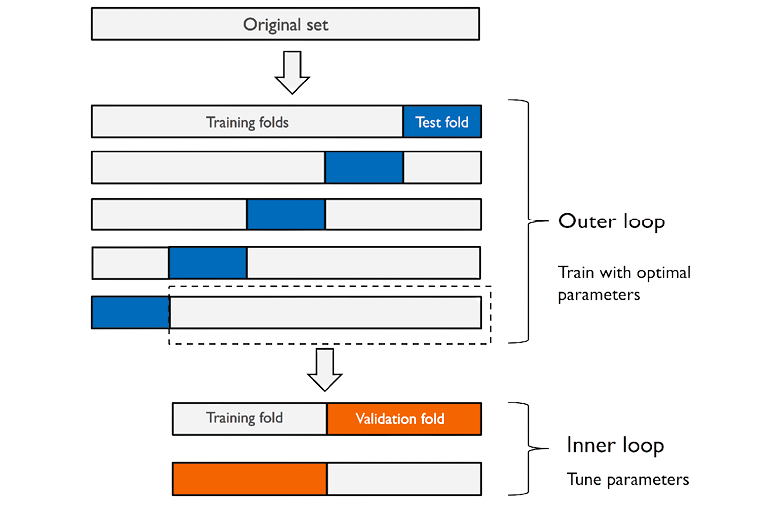 Original set
Training folds
Test fold
Outer loop
Train with optimal
parameters
Training fold
Validation fold
Inner loop
Tune parameters